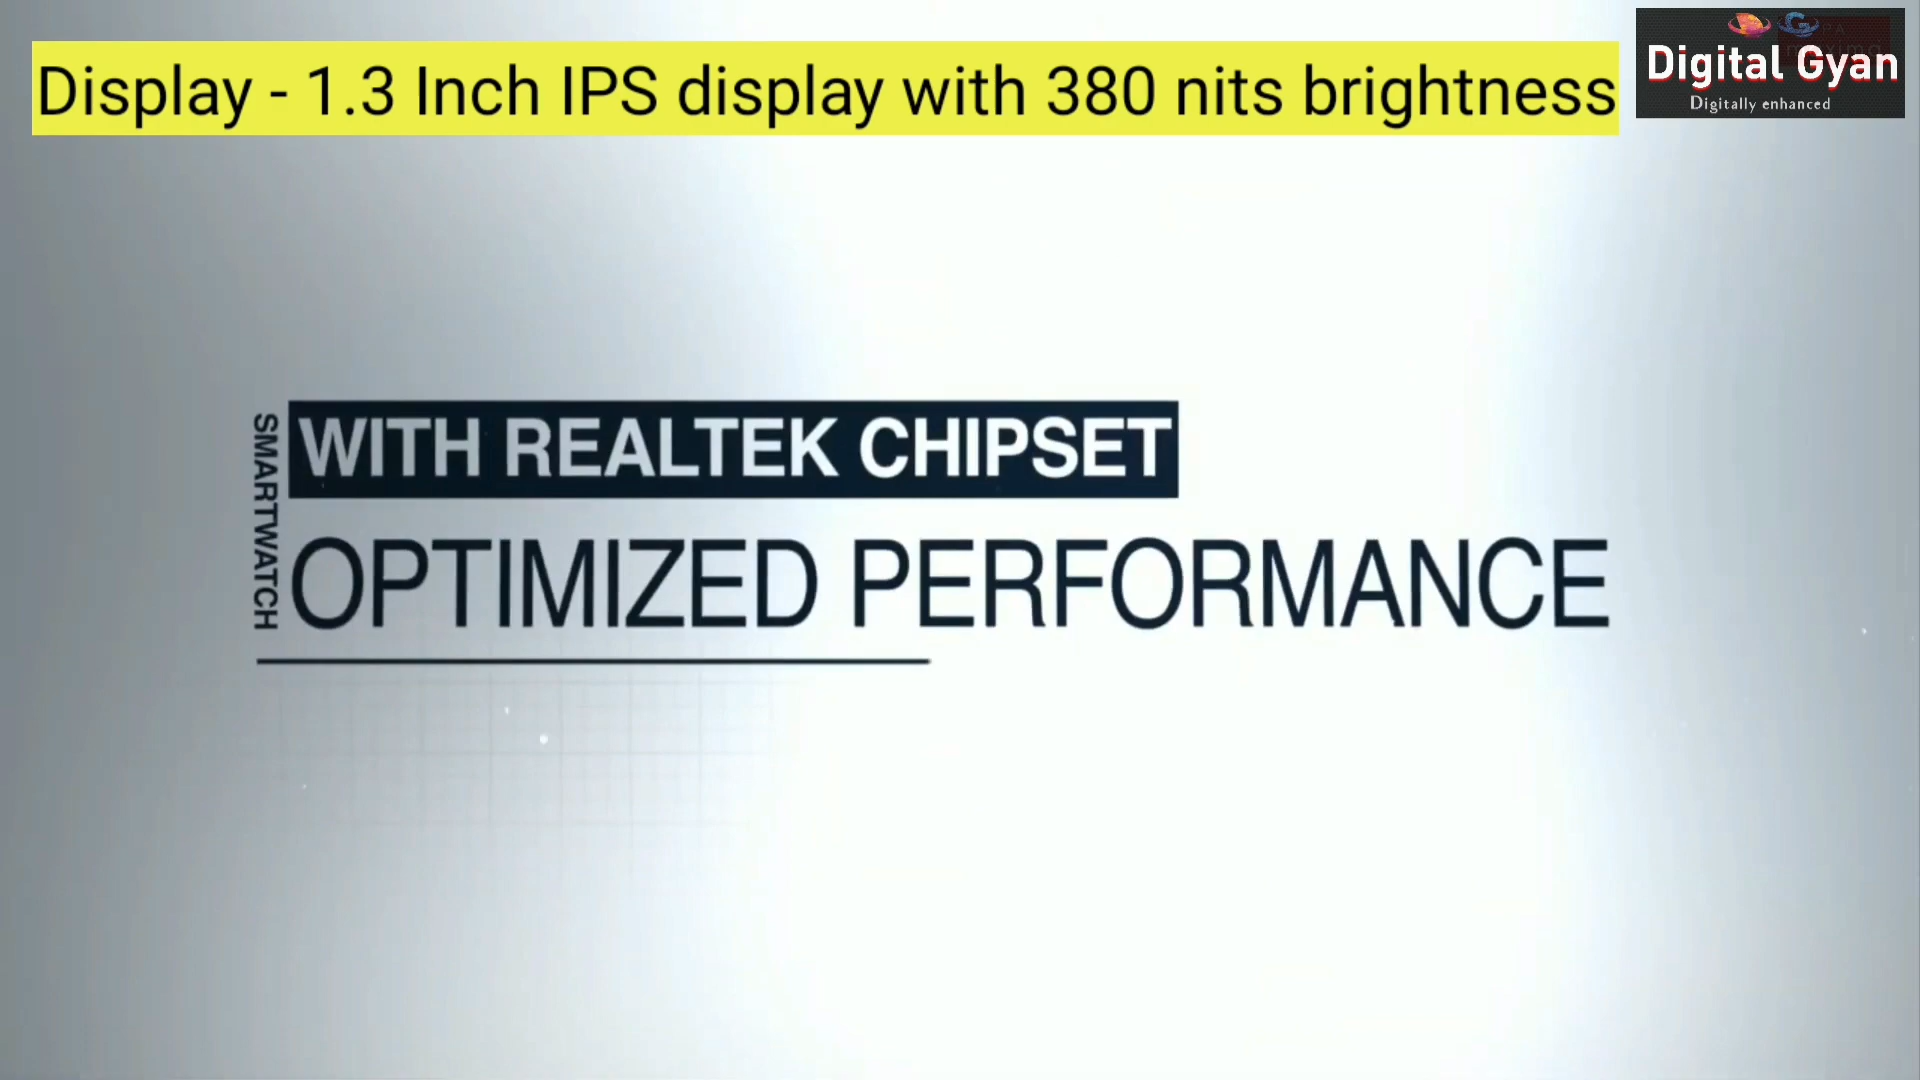 Display - 1.3 Inch IPS display with 380 nits brightness
Digital Gyan
Digitally enhanced
SMARTWATCH
WITH REALTEK CHIPSET
OPTIMIZED PERFORMANCE